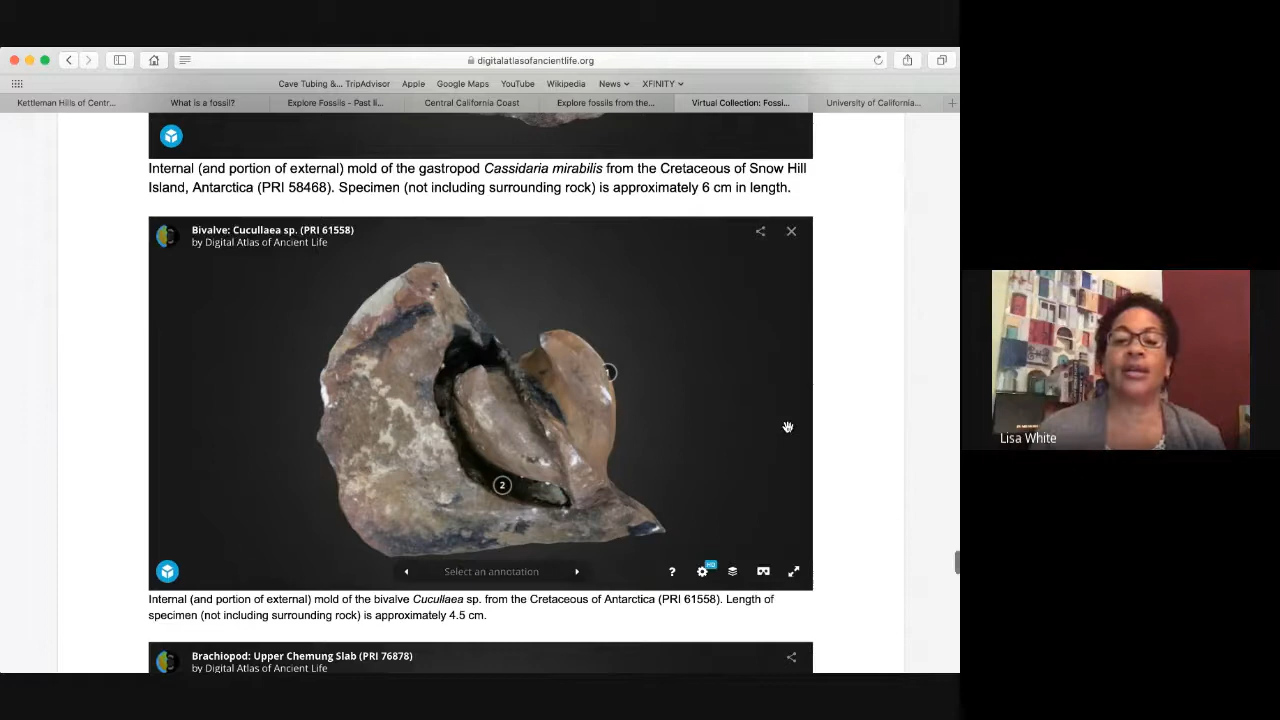 digitalatlasofancientlife.org
Cave Tubing &... TripAdvisor Apple Google Maps YouTube Wikipedia News XFINITY
Kettleman Hills of Centr... What is a fossil? Explore Fossils - Past li... Central California Coast Explore fossils from the... Virtual Collection: Fossi... University of California...
Internal (and portion of external) mold of the gastropod Cassidaria mirabilis from the Cretaceous of Snow Hill
Island, Antarctica (PRI 58468). Specimen (not including surrounding rock) is approximately 6 cm in length.
Bivalve: Cucullaea sp. (PRI 61558)
by Digital Atlas of Ancient Life
1
2
Lisa White
Select an annotation
?
HD
Internal (and portion of external) mold of the bivalve Cucullaea sp. from the Cretaceous of Antarctica (PRI 61558). Length of
specimen (not including surrounding rock) is approximately 4.5 cm.
Brachiopod: Upper Chemung Slab (PRI 76878)
by Digital Atlas of Ancient Life